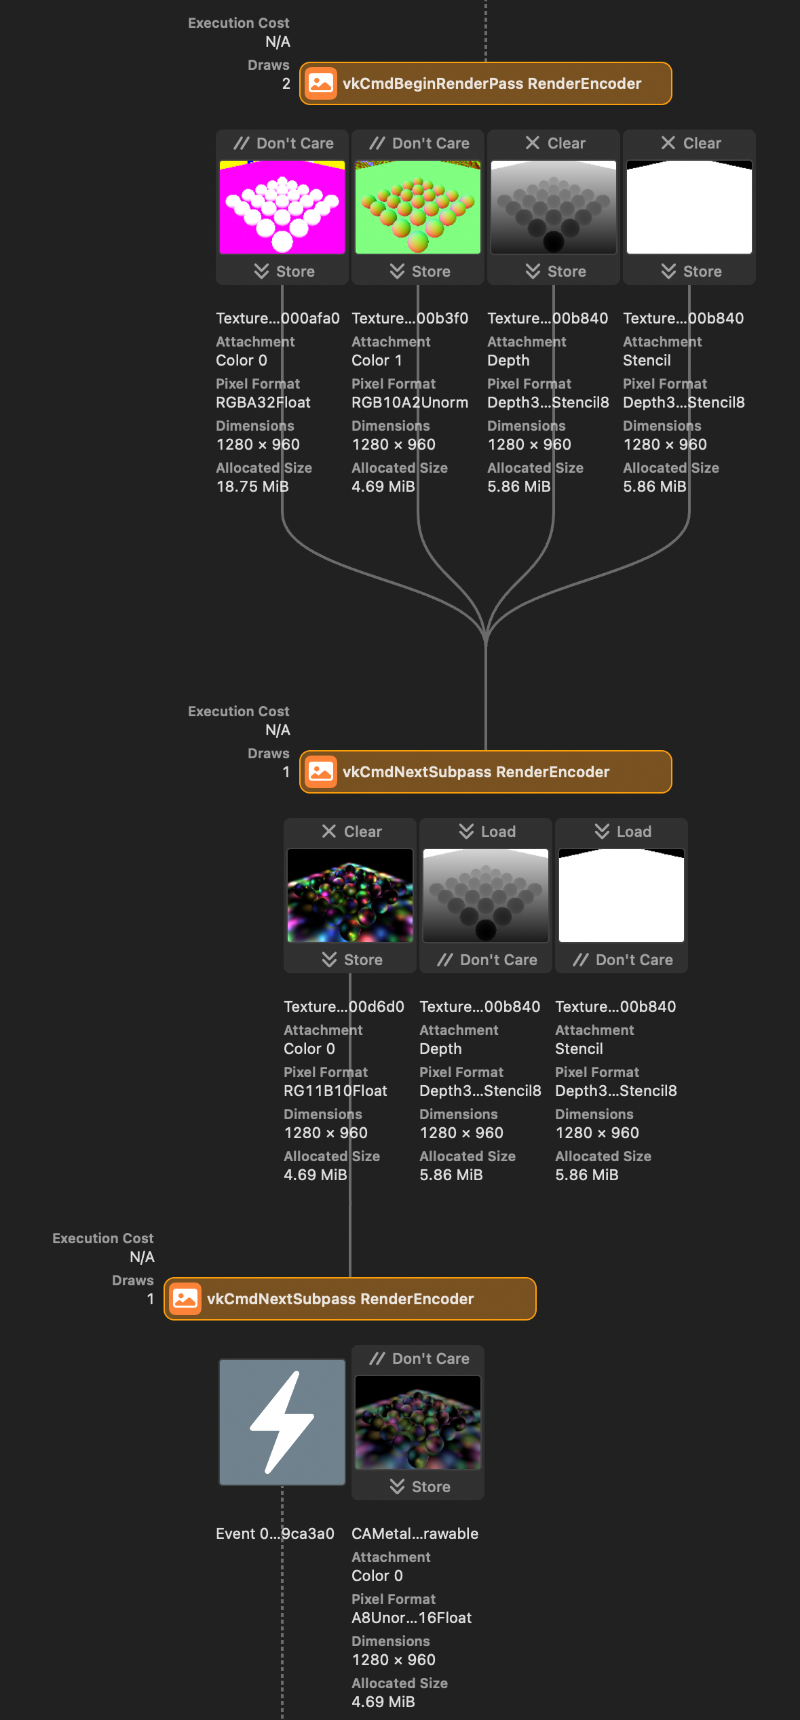 Execution Cost
N/A
Draws
2
vkCmdBeginRenderPass RenderEncoder
Don't Care
Don't Care
Clear
Clear
Store
Store
Store
Store
Texture...000afa0
Texture...00b3f0
Texture...00b840
Texture...00b840
Attachment
Attachment
Attachment
Attachment
Color 0
Color 1
Depth
Stencil
Pixel Format
Pixel Format
Pixel Format
Pixel Format
RGBA32Float
RGB10A2Unorm
Depth3...Stencil8
Depth3...Stencil8
Dimensions
Dimensions
Dimensions
Dimensions
1280 × 960
1280 × 960
1280 × 960
1280 × 960
Allocated Size
Allocated Size
Allocated Size
Allocated Size
18.75 MiB
4.69 MiB
5.86 MiB
5.86 MiB
Execution Cost
N/A
Draws
1
vkCmdNextSubpass RenderEncoder
Clear
Load
Load
Store
Don't Care
Don't Care
Texture...00d6d0
Texture...00b840
Texture...00b840
Attachment
Attachment
Attachment
Color 0
Depth
Stencil
Pixel Format
Pixel Format
Pixel Format
RG11B10Float
Depth3...Stencil8
Depth3...Stencil8
Dimensions
Dimensions
Dimensions
1280 × 960
1280 × 960
1280 × 960
Allocated Size
Allocated Size
Allocated Size
4.69 MiB
5.86 MiB
5.86 MiB
Execution Cost
N/A
Draws
1
vkCmdNextSubpass RenderEncoder
Don't Care
Store
Event 0...9ca3a0
CAMetal...rawable
Attachment
Color 0
Pixel Format
A8Unor...16Float
Dimensions
1280 × 960
Allocated Size
4.69 MiB